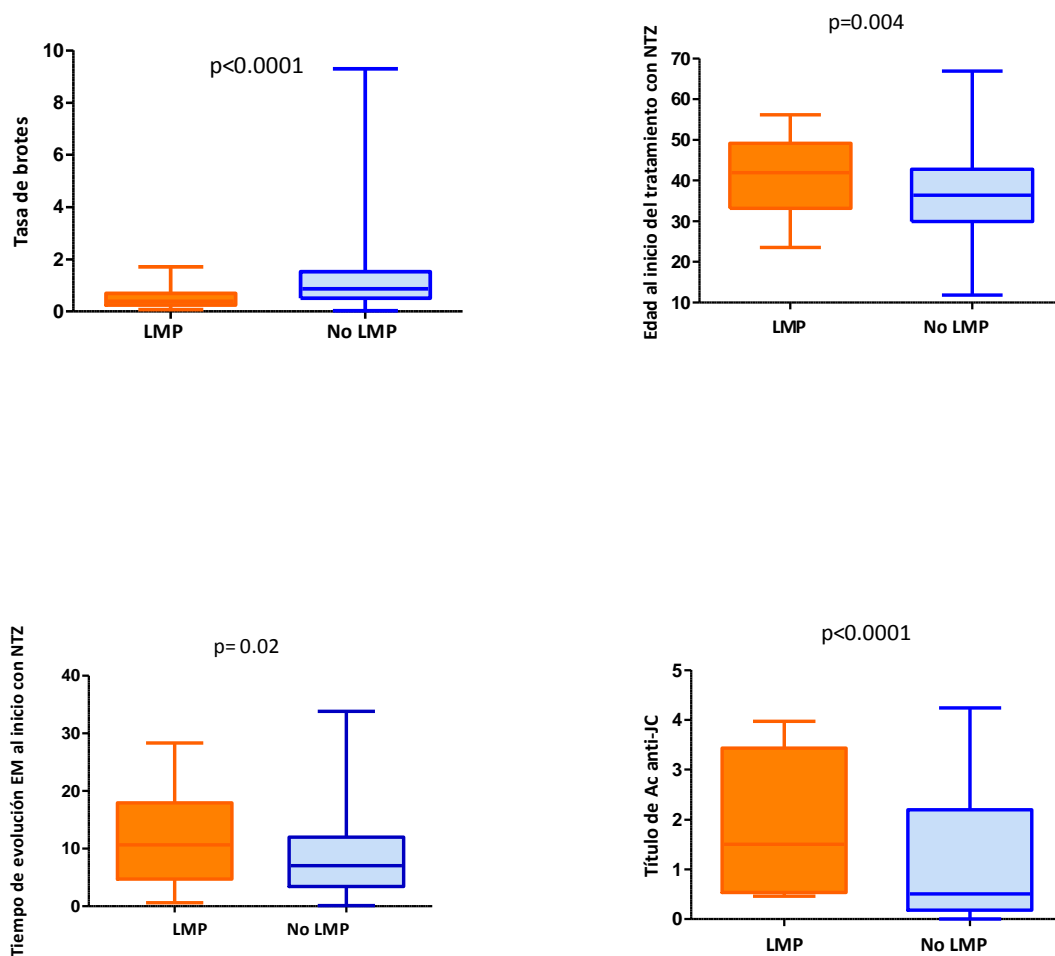 p<0.0001
Tasa de brotes
10
8
6
4
2
0
LMP No LMP
p=0.004
Edad al inicio del tratamiento con NTZ
70
60
50
40
30
20
10
LMP No LMP
p= 0.02
Tiempo de evolución EM al inicio con NTZ
40
30
20
10
0
LMP No LMP
p<0.0001
Título de Ac anti-JC
5
4
3
2
1
0
LMP No LMP